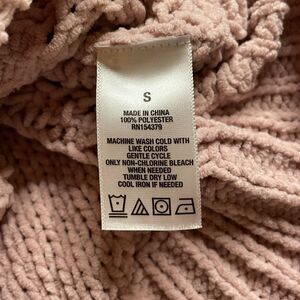 S
MADE IN CHINA
100% POLYESTER
RN154379
MACHINE WASH COLD WITH
LIKE COLORS
GENTLE CYCLE
ONLY NON-CHLORINE BLEACH
WHEN NEEDED
TUMBLE DRY LOW
COOL IRON IF NEEDED